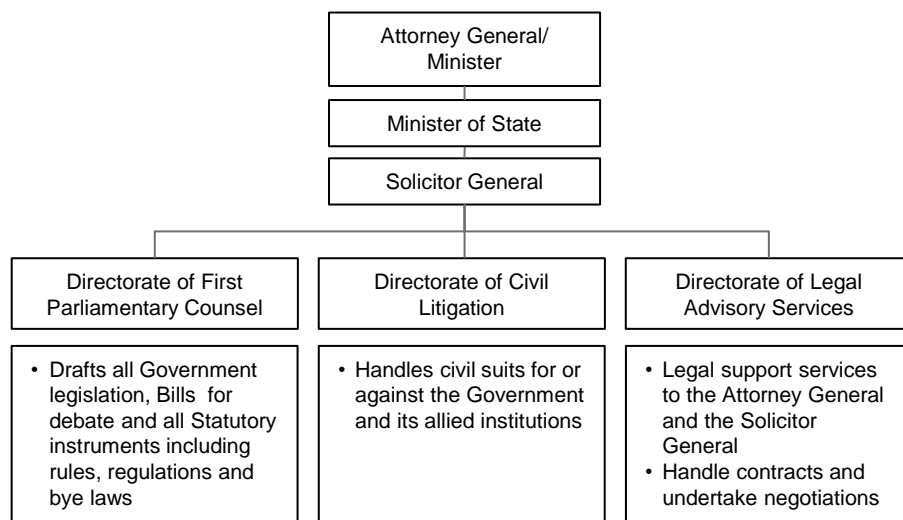 Attorney General/
Minister
Minister of State
Solicitor General
Directorate of First
Parliamentary Counsel
Directorate of Civil
Litigation
Directorate of Legal
Advisory Services
• Drafts all Government
legislation, Bills  for
debate and all Statutory
instruments including
rules, regulations and
bye laws
• Handles civil suits for or
against the Government
and its allied institutions
• Legal support services
to the Attorney General
and the Solicitor
General
• Handle contracts and
undertake negotiations